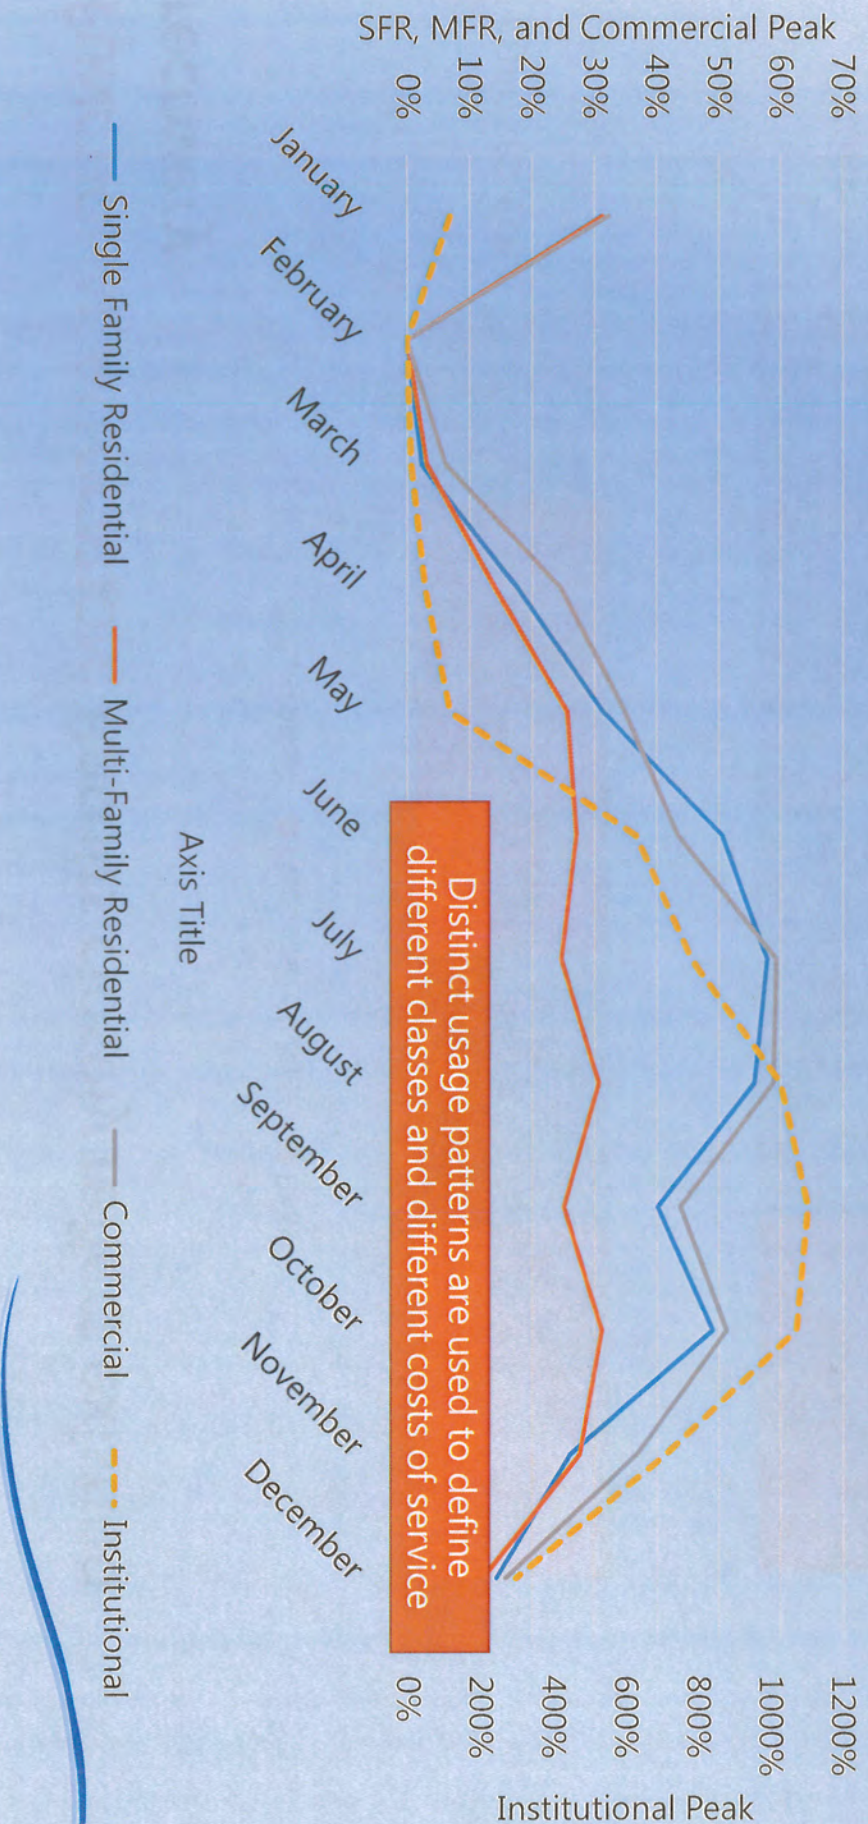 SFR, MFR, and Commercial Peak
70%
60%
50%
40%
30%
20%
10%
0%
1200%
1000%
800%
600%
400%
200%
0%
Institutional Peak
Distinct usage patterns are used to define
different classes and different costs of service
January
February
March
April
May
June
July
August
September
October
November
December
Axis Title
Single Family Residential
Multi-Family Residential
Commercial
Institutional